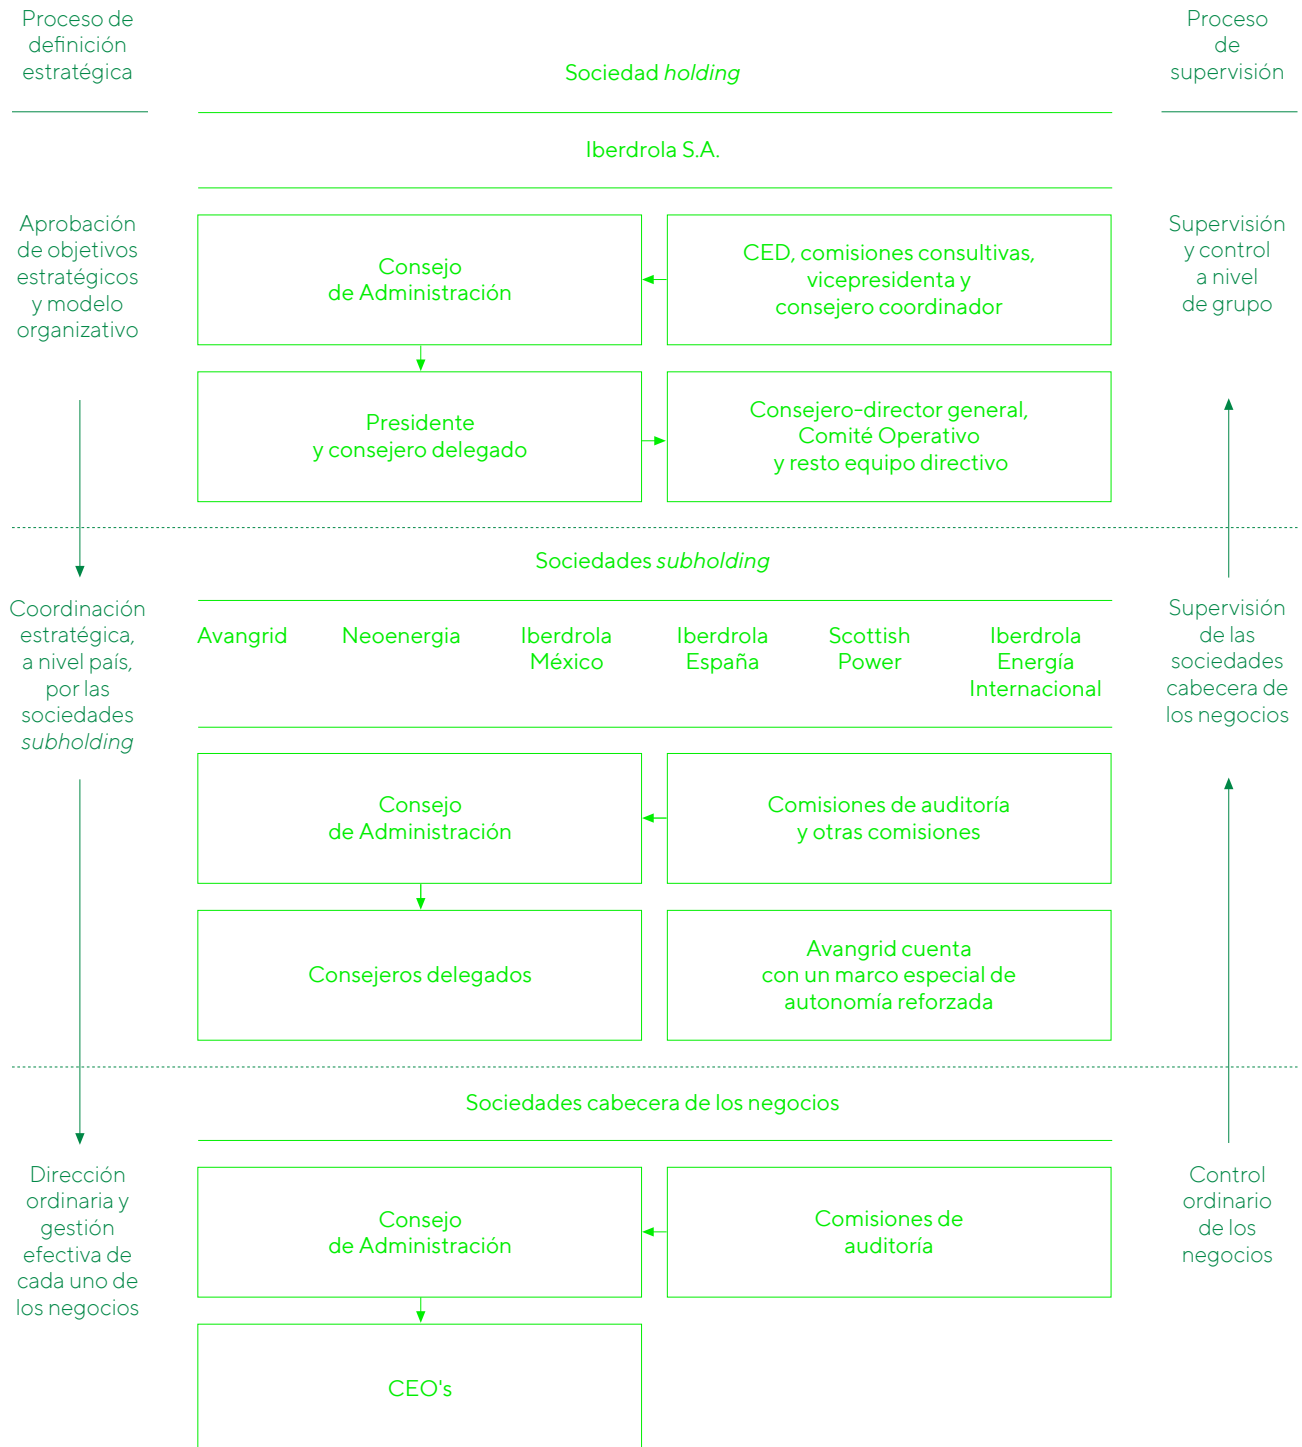 Proceso de
definición
estratégica
Sociedad holding
Proceso
de
supervisión
Iberdrola S.A.
Aprobación
de objetivos
estratégicos
y modelo
organizativo
Consejo
de Administración
CED, comisiones consultivas,
vicepresidenta y
consejero coordinador
Supervisión
y control
a nivel
de grupo
Presidente
y consejero delegado
Consejero-director general,
Comité Operativo
y resto equipo directivo
Sociedades subholding
Coordinación
estratégica,
a nivel país,
por las
sociedades
subholding
Avangrid
Neoenergia
Iberdrola
México
Iberdrola
España
Scottish
Power
Iberdrola
Energía
Internacional
Supervisión
de las
sociedades
cabecera de
los negocios
Consejo
de Administración
Comisiones de auditoría
y otras comisiones
Consejeros delegados
Avangrid cuenta
con un marco especial de
autonomía reforzada
Sociedades cabecera de los negocios
Dirección
ordinaria y
gestión
efectiva de
cada uno de
los negocios
Consejo
de Administración
Comisiones de
auditoría
Control
ordinario
de los
negocios
CEO's